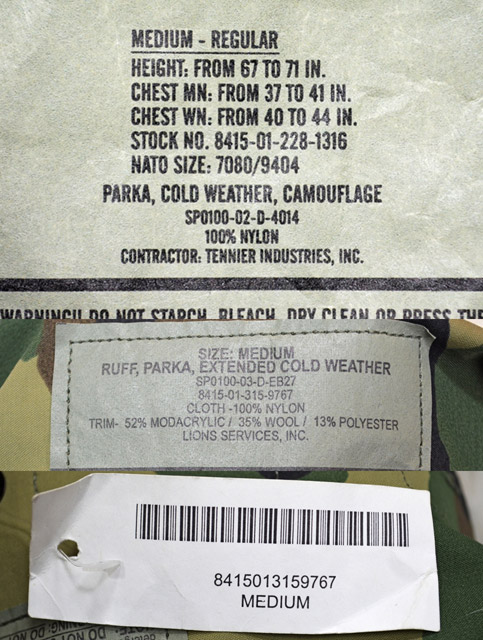 MEDIUM - REGULAR
HEIGHT: FROM 67 TO 71 IN.
CHEST MN: FROM 37 TO 41 IN.
CHEST WN: FROM 40 TO 44 IN.
STOCK NO. 8415-01-228-1316
NATO SIZE: 7080/9404
PARKA, COLD WEATHER, CAMOUFLAGE
SP0100-02-D-4014
100% NYLON
CONTRACTOR: TENNIER INDUSTRIES, INC.
WARNING!! DO NOT STARCH, BLEACH, DRY CLEAN OR PRESS THE
SIZE: MEDIUM
RUFF, PARKA, EXTENDED COLD WEATHER
SP0100-03-D-EB27
8415-01-315-9767
CLOTH -100% NYLON
TRIM- 52% MODACRYLIC / 35% WOOL / 13% POLYESTER
LIONS SERVICES, INC.
8415013159767
MEDIUM